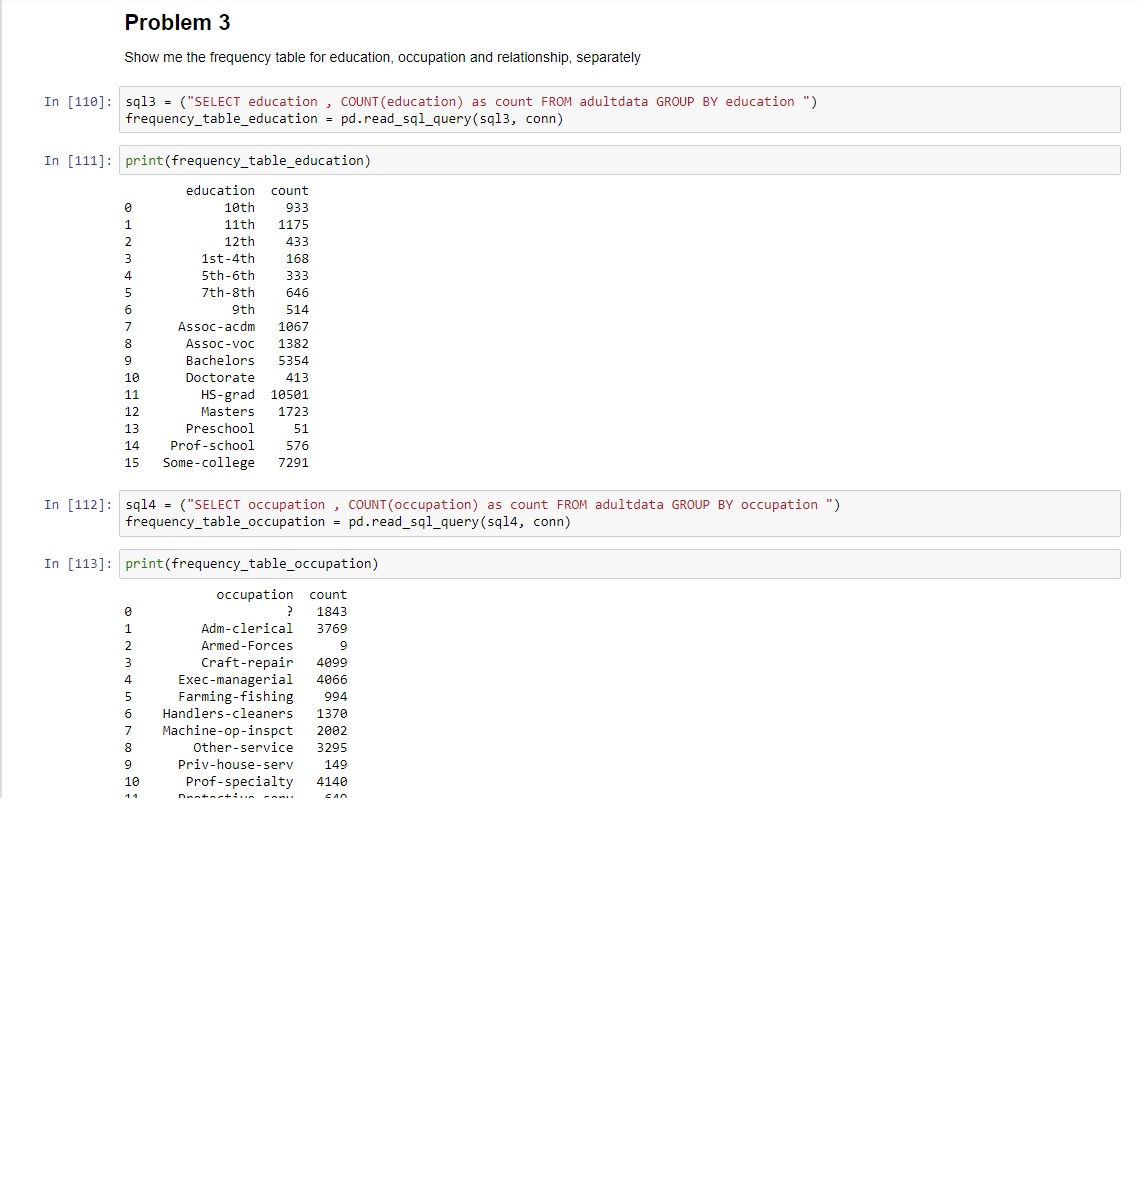 Problem 3
Show me the frequency table for education, occupation and relationship, separately
In [110]: sql3 = ("SELECT education , COUNT(education) as count FROM adultdata GROUP BY education ")
frequency_table_education = pd.read_sql_query(sql3, conn)
In [111]: print(frequency_table_education)
education count
0 10th 933
1 11th 1175
2 12th 433
3 1st-4th 168
4 5th-6th 333
5 7th-8th 646
6 9th 514
7 Assoc-acdm 1067
8 Assoc-voc 1382
9 Bachelors 5354
10 Doctorate 413
11 HS-grad 10501
12 Masters 1723
13 Preschool 51
14 Prof-school 576
15 Some-college 7291
In [112]: sql4 = ("SELECT occupation , COUNT(occupation) as count FROM adultdata GROUP BY occupation ")
frequency_table_occupation = pd.read_sql_query(sql4, conn)
In [113]: print(frequency_table_occupation)
occupation count
0 ? 1843
1 Adm-clerical 3769
2 Armed-Forces 9
3 Craft-repair 4099
4 Exec-managerial 4066
5 Farming-fishing 994
6 Handlers-cleaners 1370
7 Machine-op-inspct 2002
8 Other-service 3295
9 Priv-house-serv 149
10 Prof-specialty 4140